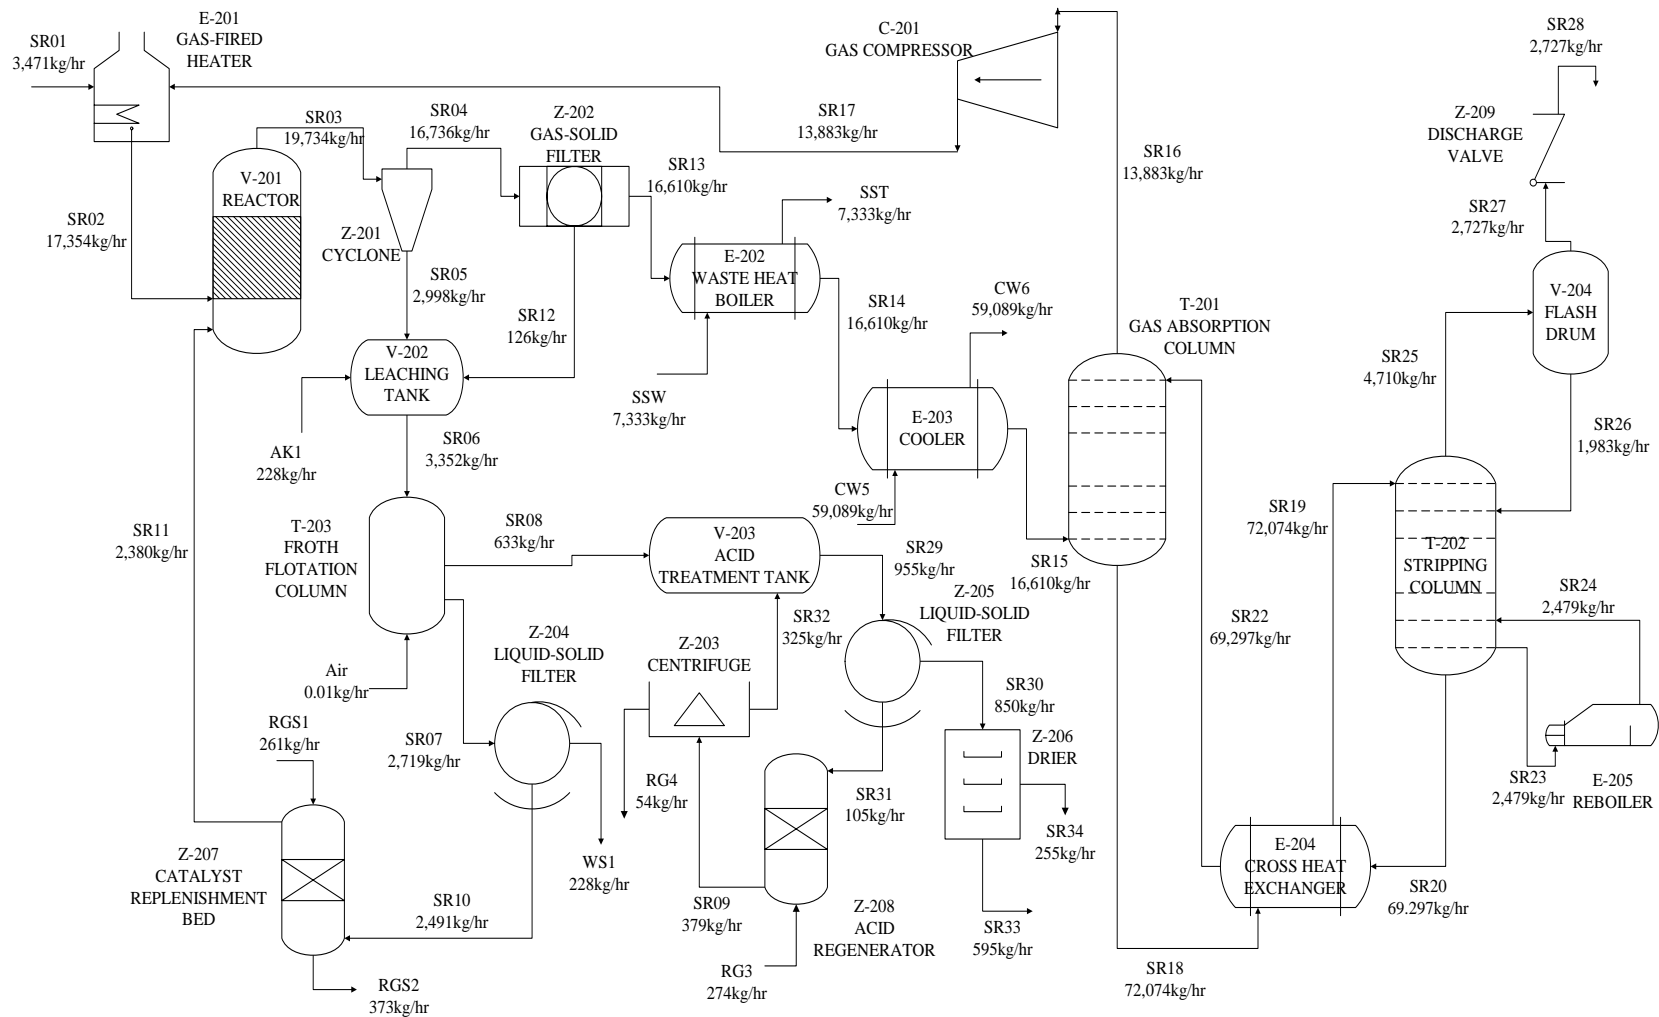 E-201
GAS-FIRED
HEATER
SR01
3,471kg/hr
SR02
17,354kg/hr
V-201
REACTOR
SR03
19,734kg/hr
SR04
16,736kg/hr
Z-201
CYCLONE
SR05
2,998kg/hr
Z-202
GAS-SOLID
FILTER
SR12
126kg/hr
SR13
16,610kg/hr
C-201
GAS COMPRESSOR
SR17
13,883kg/hr
SR16
13,883kg/hr
SST
7,333kg/hr
E-202
WASTE HEAT
BOILER
SSW
7,333kg/hr
SR14
16,610kg/hr
CW6
59,089kg/hr
E-203
COOLER
CW5
59,089kg/hr
SR15
16,610kg/hr
T-201
GAS ABSORPTION
COLUMN
SR28
2,727kg/hr
Z-209
DISCHARGE
VALVE
SR27
2,727kg/hr
V-204
FLASH
DRUM
SR25
4,710kg/hr
SR26
1,983kg/hr
V-202
LEACHING
TANK
AK1
228kg/hr
SR06
3,352kg/hr
T-203
FROTH
FLOTATION
COLUMN
SR11
2,380kg/hr
SR08
633kg/hr
Air
0.01kg/hr
SR07
2,719kg/hr
Z-204
LIQUID-SOLID
FILTER
WS1
228kg/hr
SR10
2,491kg/hr
RGS1
261kg/hr
Z-207
CATALYST
REPLENISHMENT
BED
RGS2
373kg/hr
V-203
ACID
TREATMENT TANK
SR29
955kg/hr
SR32
325kg/hr
Z-203
CENTRIFUGE
RG4
54kg/hr
SR09
379kg/hr
RG3
274kg/hr
Z-208
ACID
REGENERATOR
SR31
105kg/hr
Z-205
LIQUID-SOLID
FILTER
SR30
850kg/hr
Z-206
DRIER
SR34
255kg/hr
SR33
595kg/hr
SR22
69,297kg/hr
SR18
72,074kg/hr
SR19
72,074kg/hr
E-204
CROSS HEAT
EXCHANGER
SR20
69.297kg/hr
T-202
STRIPPING
COLUMN
SR24
2,479kg/hr
SR23
2,479kg/hr
E-205
REBOILER